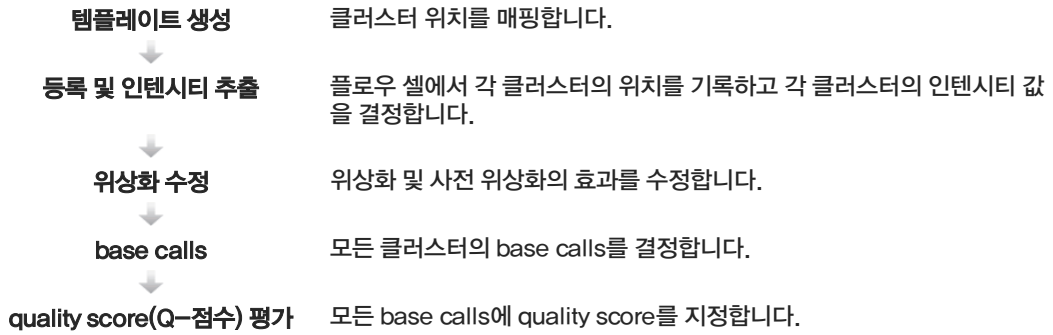 템플레이트 생성 클러스터 위치를 매핑합니다.
등록 및 인텐시티 추출 플로우 셀에서 각 클러스터의 위치를 기록하고 각 클러스터의 인텐시티 값
을 결정합니다.
위상화 수정 위상화 및 사전 위상화의 효과를 수정합니다.
base calls 모든 클러스터의 base calls를 결정합니다.
quality score(Q-점수) 평가 모든 base calls에 quality score를 지정합니다.